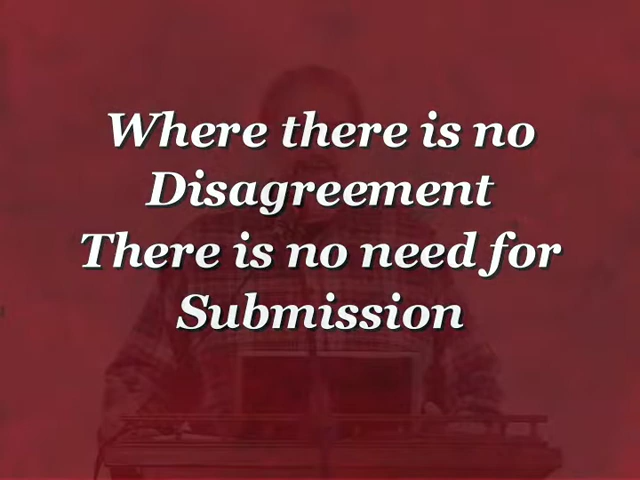 Where there is no
Disagreement
There is no need for
Submission